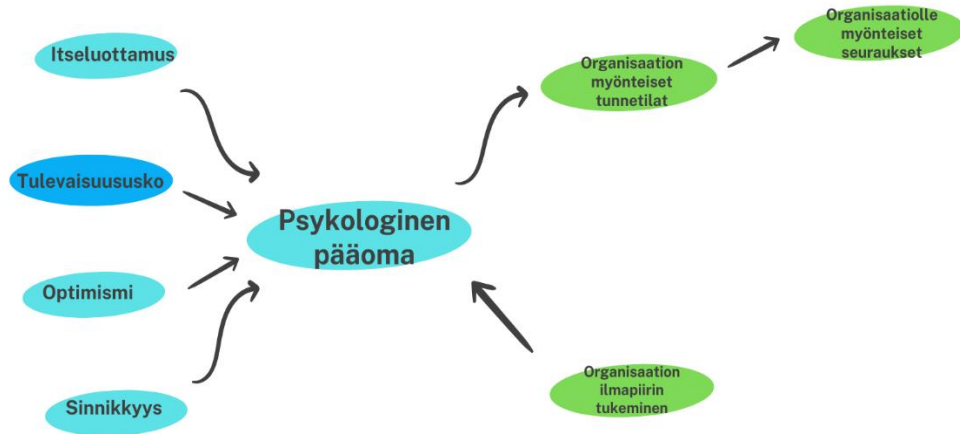 Itseluottamus
Tulevaisuususko
Optimismi
Sinnikkyys
Psykologinen
pääoma
Organisaation
myönteiset
tunnetilat
Organisaatiolle
myönteiset
seuraukset
Organisaation
ilmapiirin
tukeminen